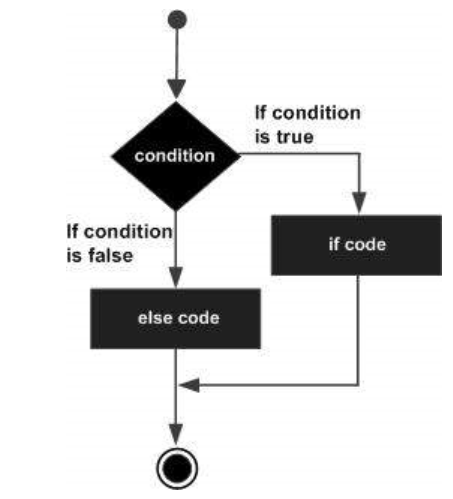 If condition
is true
condition
If condition
is false
if code
else code